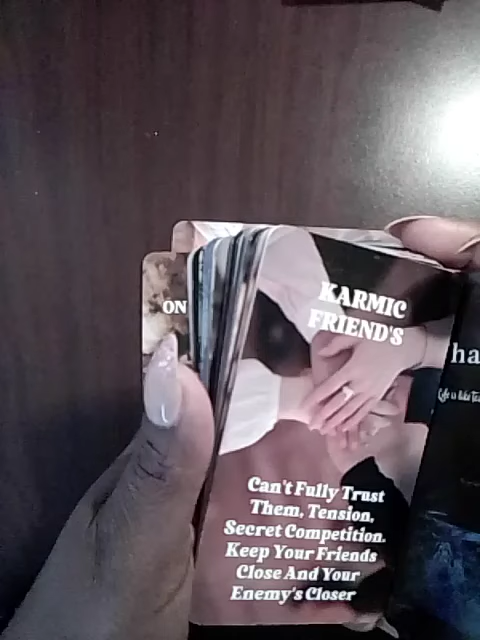 KARMIC
FRIEND'S
Can't Fully Trust
Them, Tension,
Secret Competition.
Keep Your Friends
Close And Your
Enemy's Closer
ON
ha